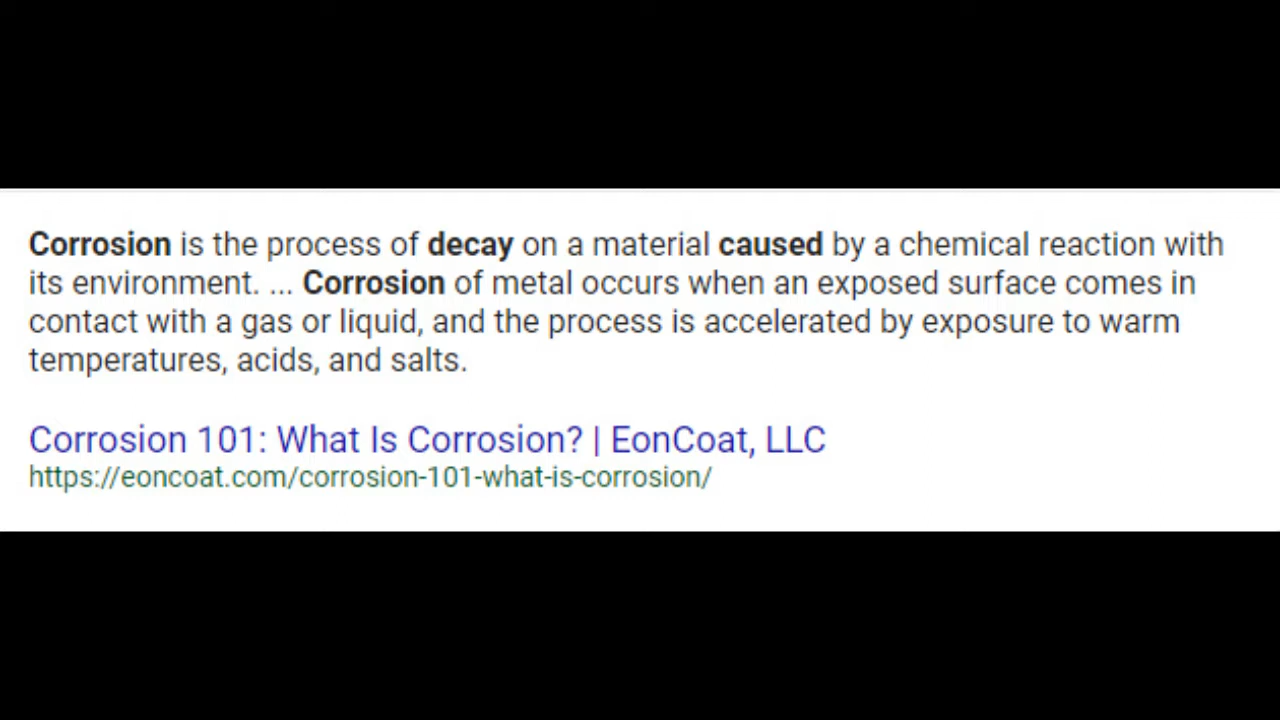 Corrosion is the process of decay on a material caused by a chemical reaction with
its environment. ... Corrosion of metal occurs when an exposed surface comes in
contact with a gas or liquid, and the process is accelerated by exposure to warm
temperatures, acids, and salts.
Corrosion 101: What Is Corrosion? | EonCoat, LLC
https://eoncoat.com/corrosion-101-what-is-corrosion/